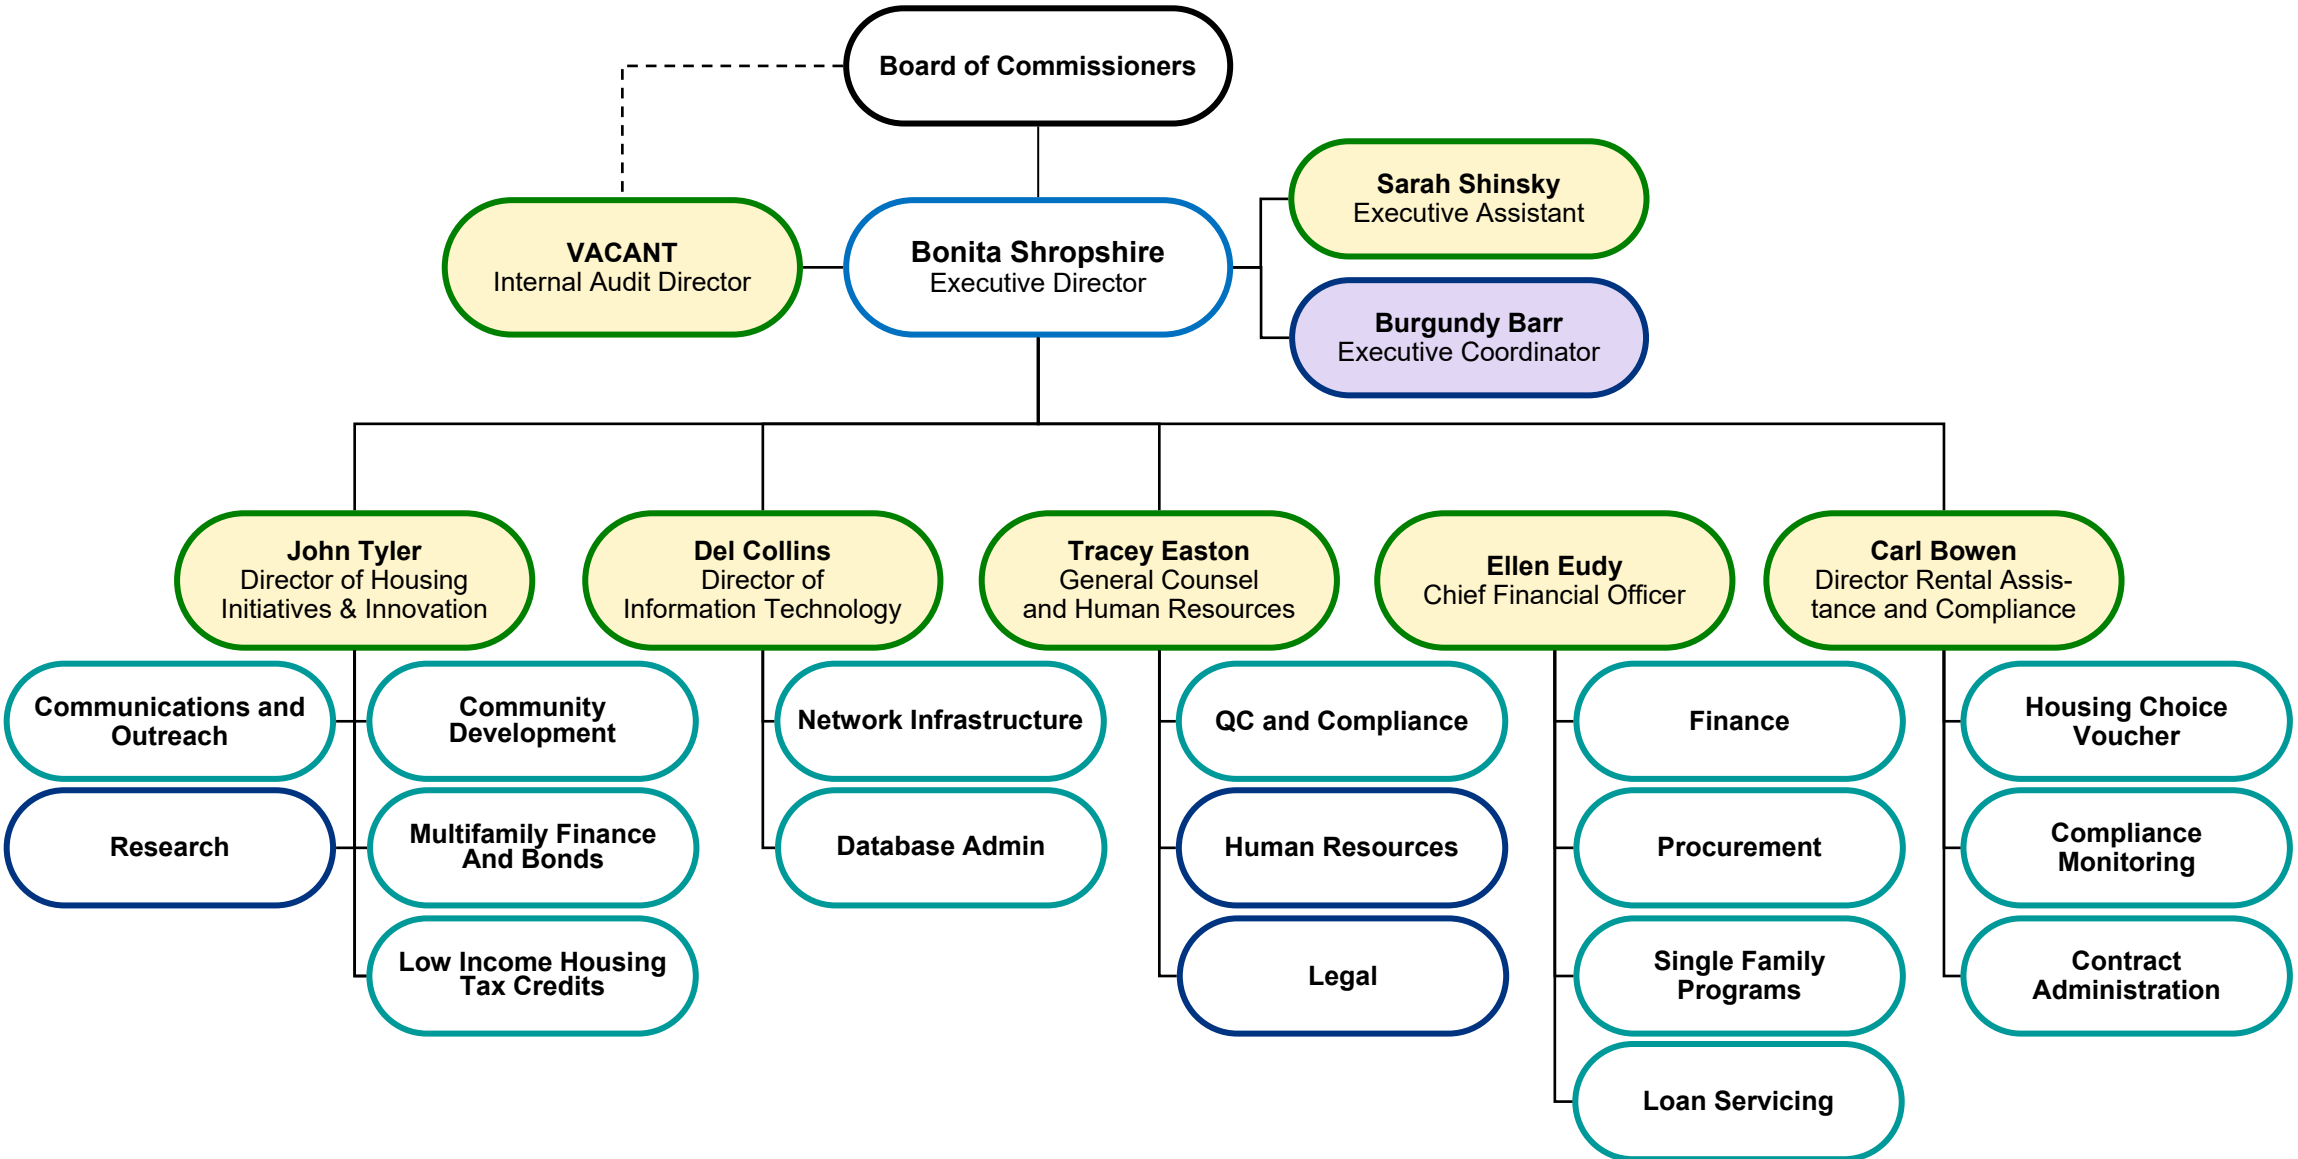 Board of Commissioners
Sarah Shinsky
Executive Assistant
VACANT
Internal Audit Director
Bonita Shropshire
Executive Director
Burgundy Barr
Executive Coordinator
John Tyler
Director of Housing
Initiatives & Innovation
Del Collins
Director of
Information Technology
Tracey Easton
General Counsel
and Human Resources
Ellen Eudy
Chief Financial Officer
Carl Bowen
Director Rental Assis-
tance and Compliance
Communications and
Outreach
Community
Development
Network Infrastructure
QC and Compliance
Finance
Housing Choice
Voucher
Research
Multifamily Finance
And Bonds
Database Admin
Human Resources
Procurement
Compliance
Monitoring
Low Income Housing
Tax Credits
Legal
Single Family
Programs
Contract
Administration
Loan Servicing